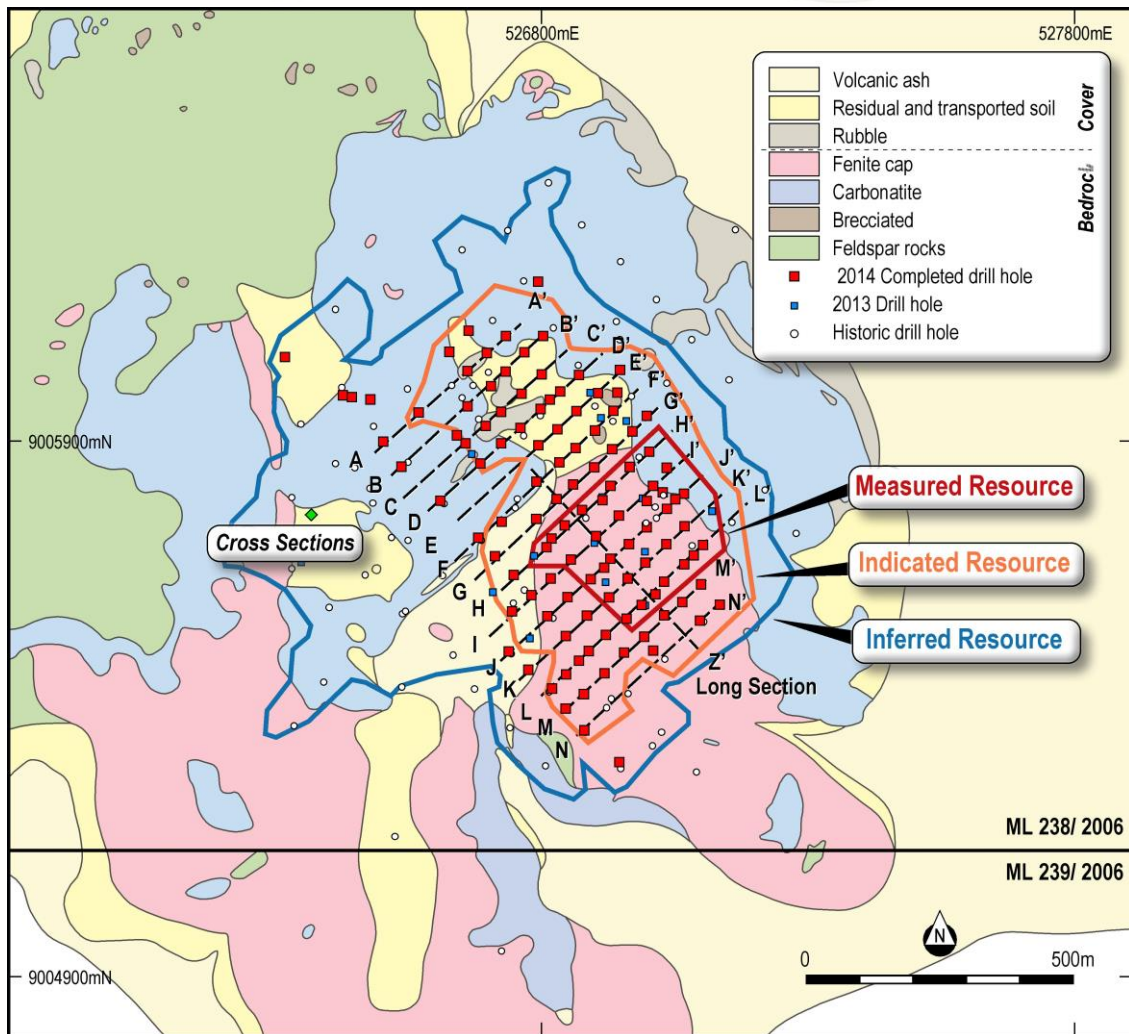 526800mE
527800mE
Volcanic ash
Residual and transported soil
Rubble
Cover
Fenite cap
Carbonatite
Brecciated
Feldspar rocks
2014 Completed drill hole
2013 Drill hole
Historic drill hole
A'
B'
C'
D'
E'
F'
G'
H'
I'
J'
K'
L
M'
N'
Z'
9005900mN
A
B
C
D
E
F
G
H
I
J
K
L
M
N
Cross Sections
Measured Resource
Indicated Resource
Inferred Resource
Long Section
ML 238/ 2006
ML 239/ 2006
N
0 500m
9004900mN